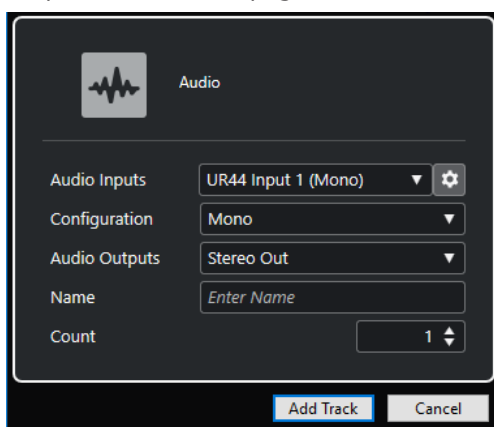 Audio
Audio Inputs UR44 Input 1 (Mono)
Configuration Mono
Audio Outputs Stereo Out
Name Enter Name
Count 1
Add Track Cancel